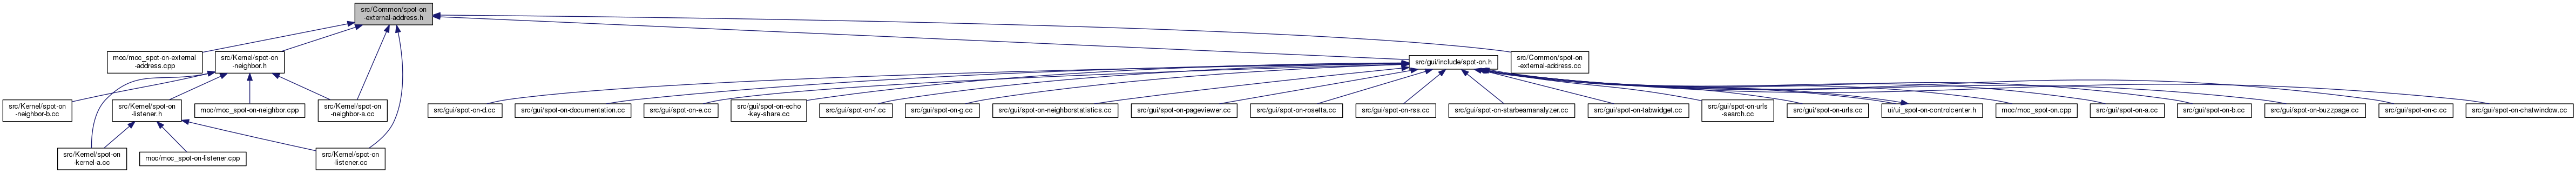 src/Common/spot-on
-external-address.h
moc/moc_spot-on-external
-address.cpp
src/Kernel/spot-on
-neighbor.h
src/gui/include/spot-on.h
src/Common/spot-on
-external-address.cc
src/Kernel/spot-on
-neighbor-b.cc
src/Kernel/spot-on
-listener.h
moc/moc_spot-on-neighbor.cpp
src/Kernel/spot-on
-neighbor-a.cc
src/gui/spot-on-d.cc
src/gui/spot-on-documentation.cc
src/gui/spot-on-e.cc
src/gui/spot-on-echo
-key-share.cc
src/gui/spot-on-f.cc
src/gui/spot-on-g.cc
src/gui/spot-on-neighborstatistics.cc
src/gui/spot-on-pageviewer.cc
src/gui/spot-on-rosetta.cc
src/gui/spot-on-rss.cc
src/gui/spot-on-starbeamanalyzer.cc
src/gui/spot-on-tabwidget.cc
src/gui/spot-on-urls
-search.cc
src/gui/spot-on-urls.cc
ui/ui_spot-on-controlcenter.h
moc/moc_spot-on.cpp
src/gui/spot-on-a.cc
src/gui/spot-on-b.cc
src/gui/spot-on-buzzpage.cc
src/gui/spot-on-c.cc
src/gui/spot-on-chatwindow.cc
src/Kernel/spot-on
-kernel-a.cc
moc/moc_spot-on-listener.cpp
src/Kernel/spot-on
-listener.cc